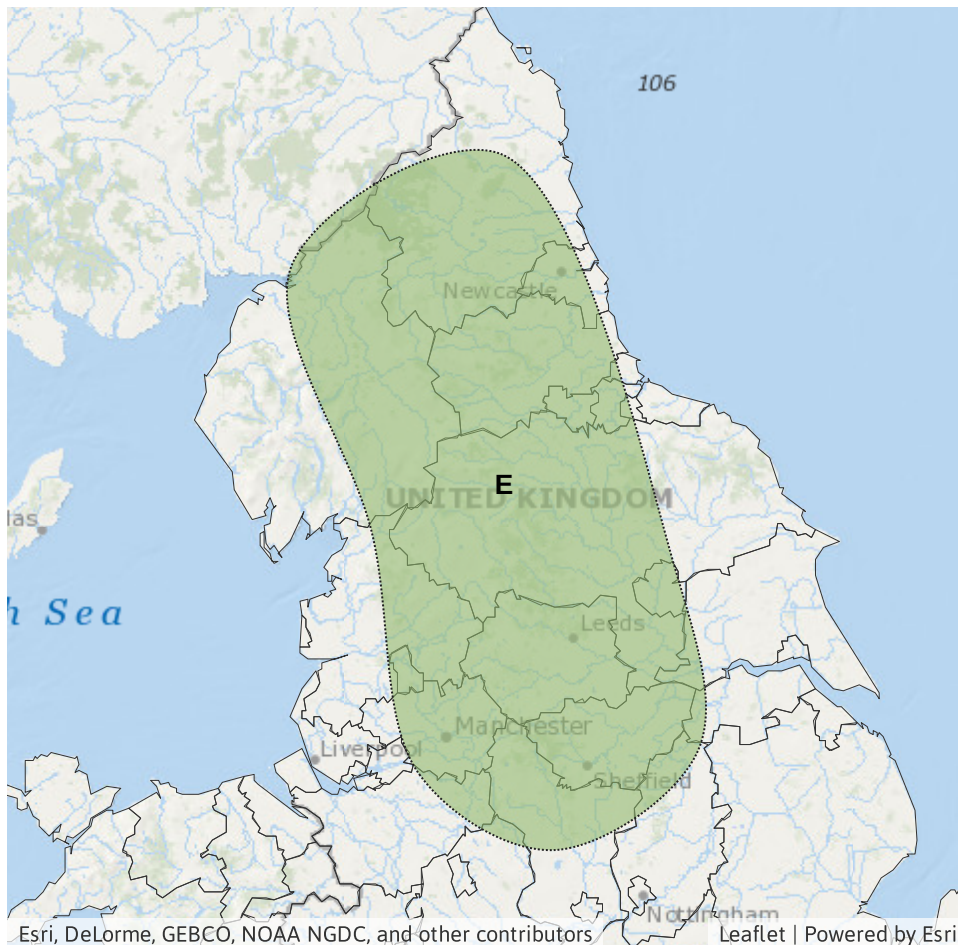 106
Newcastle
E
UNITED KINGDOM
las
h Sea
Leeds
Manchester
Liverpool
Sheffield
Nottingham
Esri, DeLorme, GEBCO, NOAA NGDC, and other contributors
Leaflet | Powered by Esri